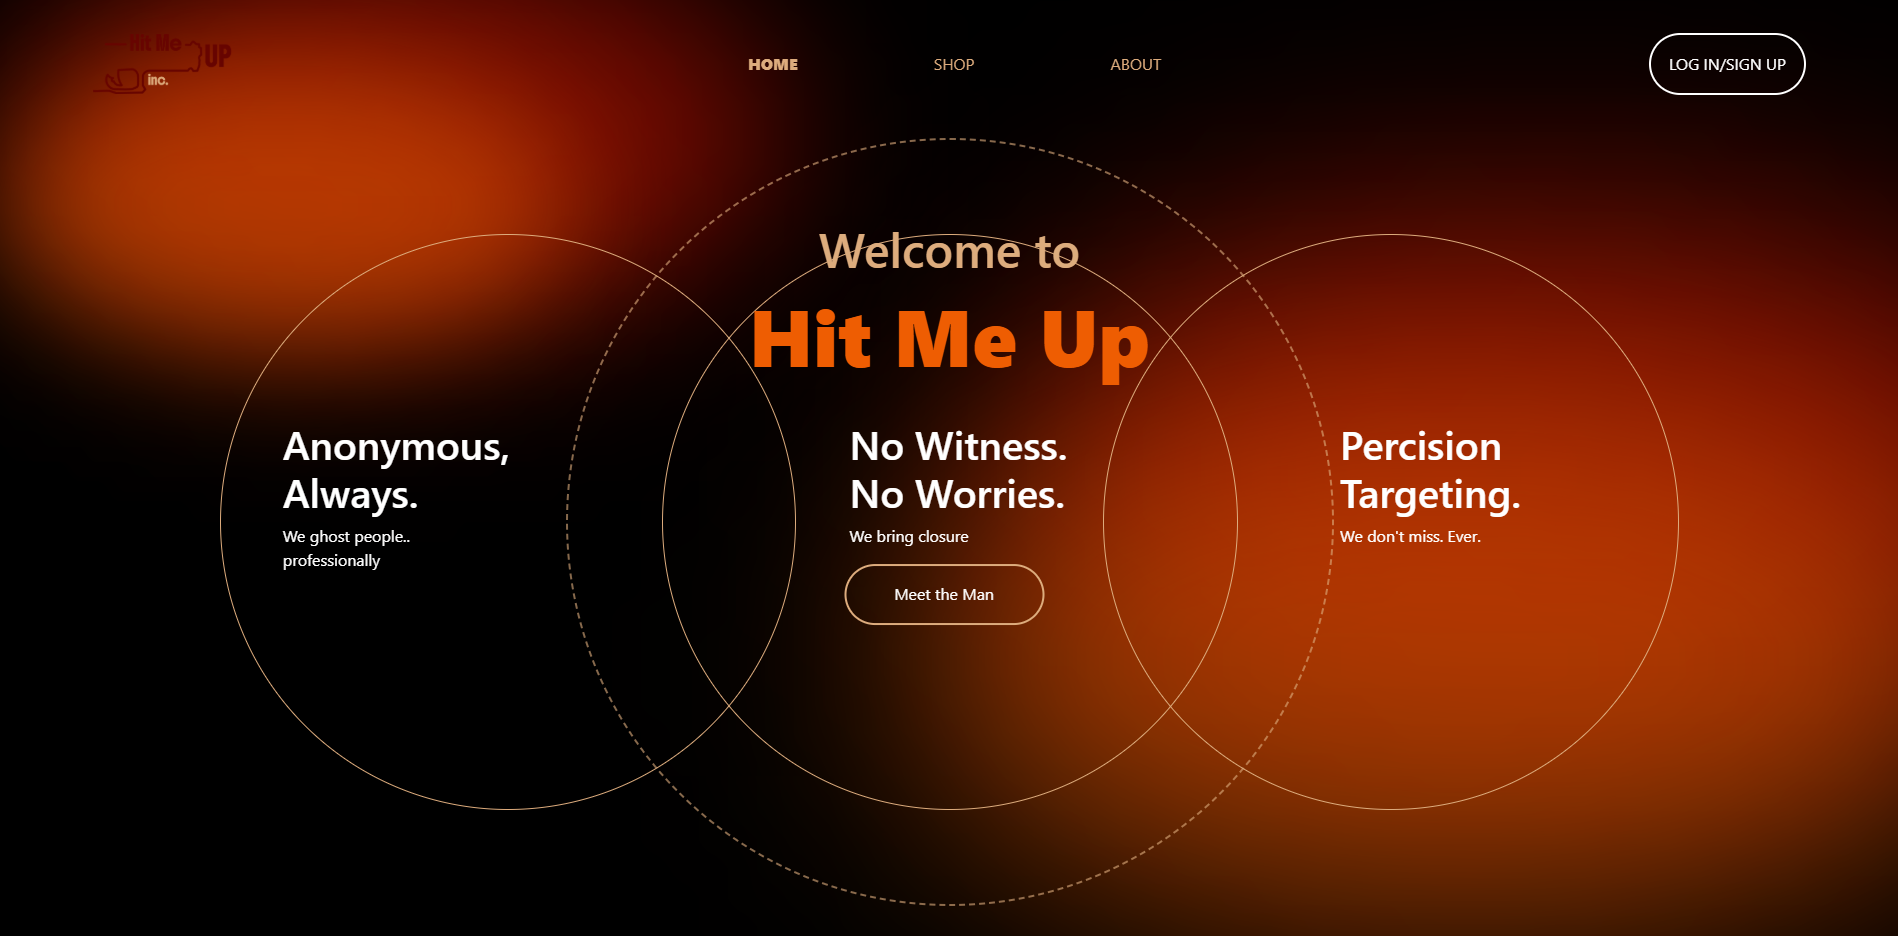 Hit Me
UP
inc.
HOME
SHOP
ABOUT
LOG IN/SIGN UP
Welcome to
Hit Me Up
Anonymous,
Always.
We ghost people..
professionally
No Witness.
No Worries.
We bring closure
Meet the Man
Percision
Targeting.
We don't miss. Ever.